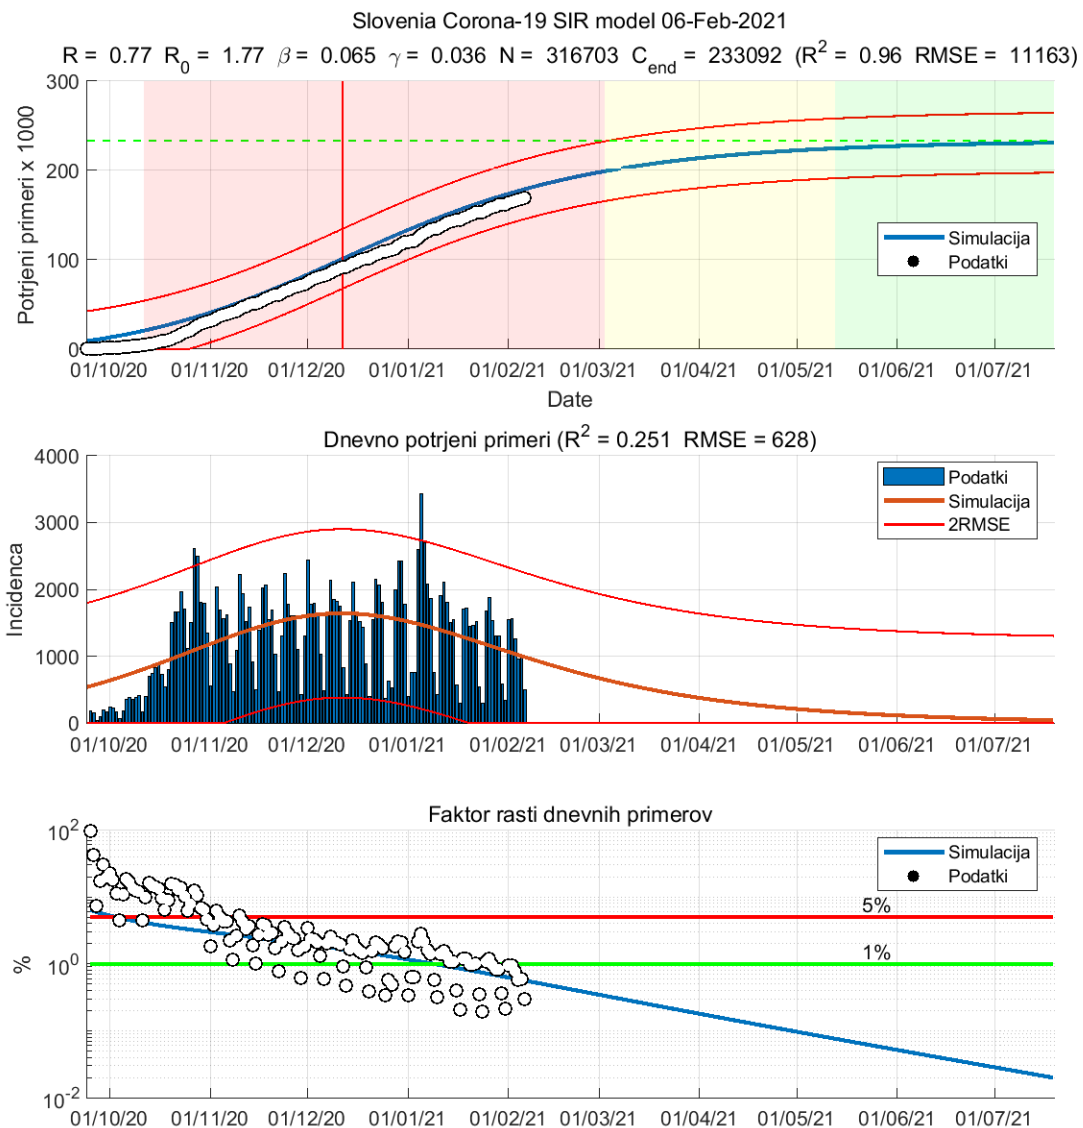 Slovenia Corona-19 SIR model 06-Feb-2021
R = 0.77 R0 = 1.77 β = 0.065 γ = 0.036 N = 316703 Cend = 233092 (R2 = 0.96 RMSE = 11163)
300
200
100
0
Potrjeni primeri x 1000
Simulacija
Podatki
01/10/20 01/11/20 01/12/20 01/01/21 01/02/21 01/03/21 01/04/21 01/05/21 01/06/21 01/07/21
Date
Dnevno potrjeni primeri (R2 = 0.251 RMSE = 628)
4000
3000
2000
1000
0
Incidenca
Podatki
Simulacija
2RMSE
01/10/20 01/11/20 01/12/20 01/01/21 01/02/21 01/03/21 01/04/21 01/05/21 01/06/21 01/07/21
Faktor rasti dnevnih primerov
10^2
10^0
10^-2
%
Simulacija
Podatki
5%
1%
01/10/20 01/11/20 01/12/20 01/01/21 01/02/21 01/03/21 01/04/21 01/05/21 01/06/21 01/07/21